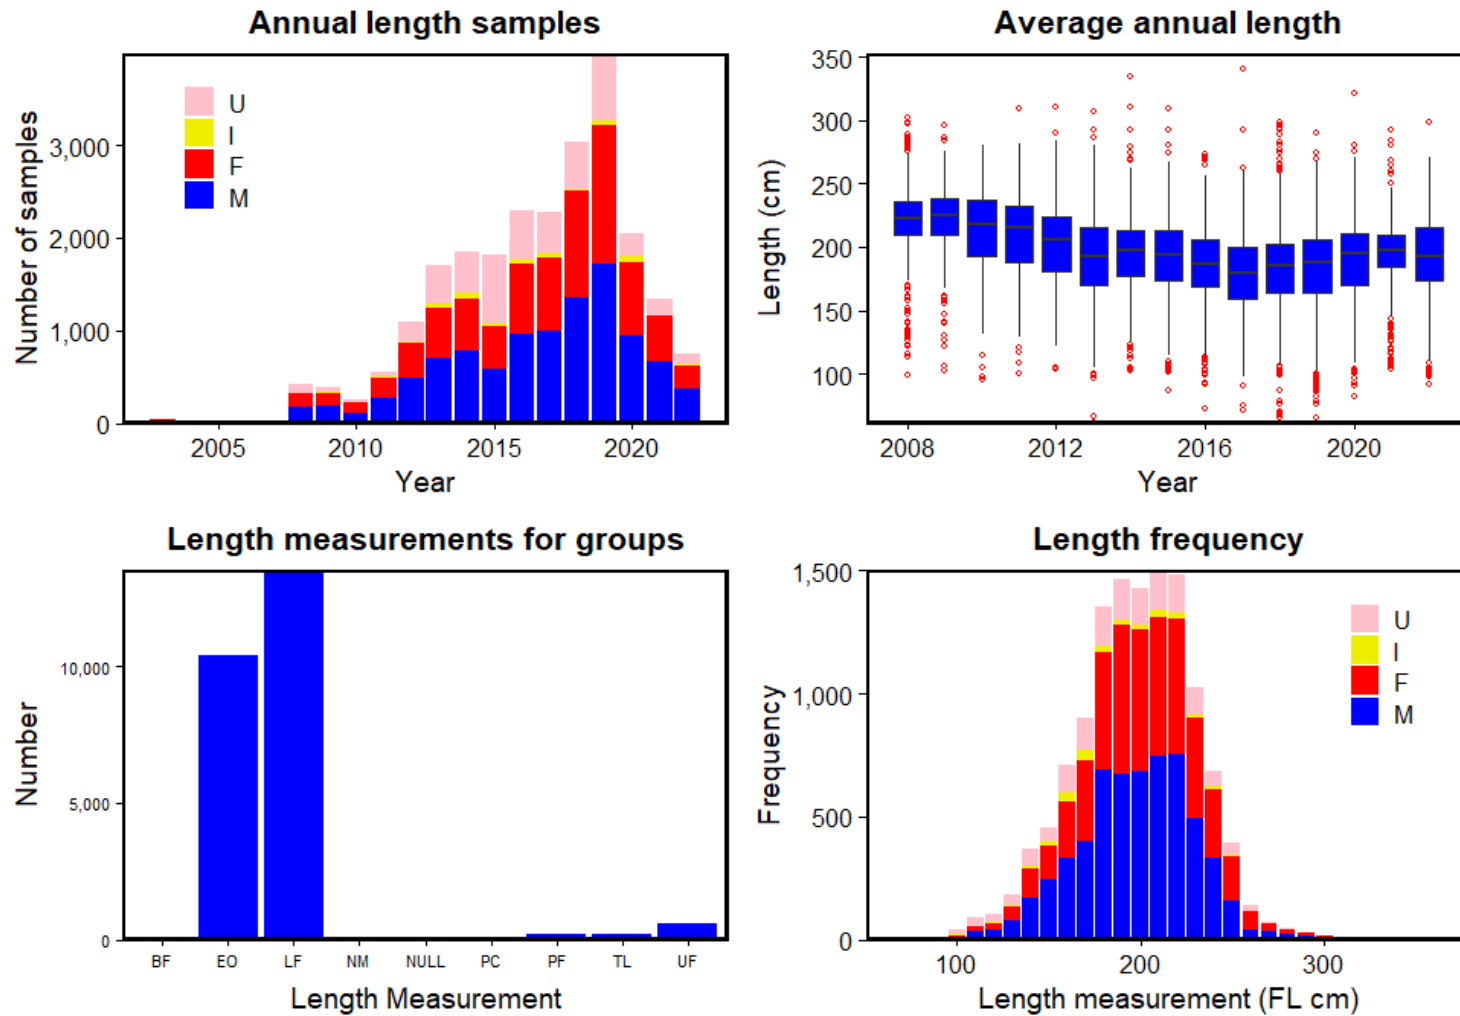 Annual length samples
Number of samples
3,000
2,000
1,000
0
U
I
F
M
2005
2010
2015
2020
Year
Average annual length
Length (cm)
350
300
250
200
150
100
2008
2012
2016
2020
Year
Length measurements for groups
Number
10,000
5,000
0
BF
EO
LF
NM
NULL
PC
PF
TL
UF
Length Measurement
Length frequency
Frequency
1,500
1,000
500
0
U
I
F
M
100
200
300
Length measurement (FL cm)